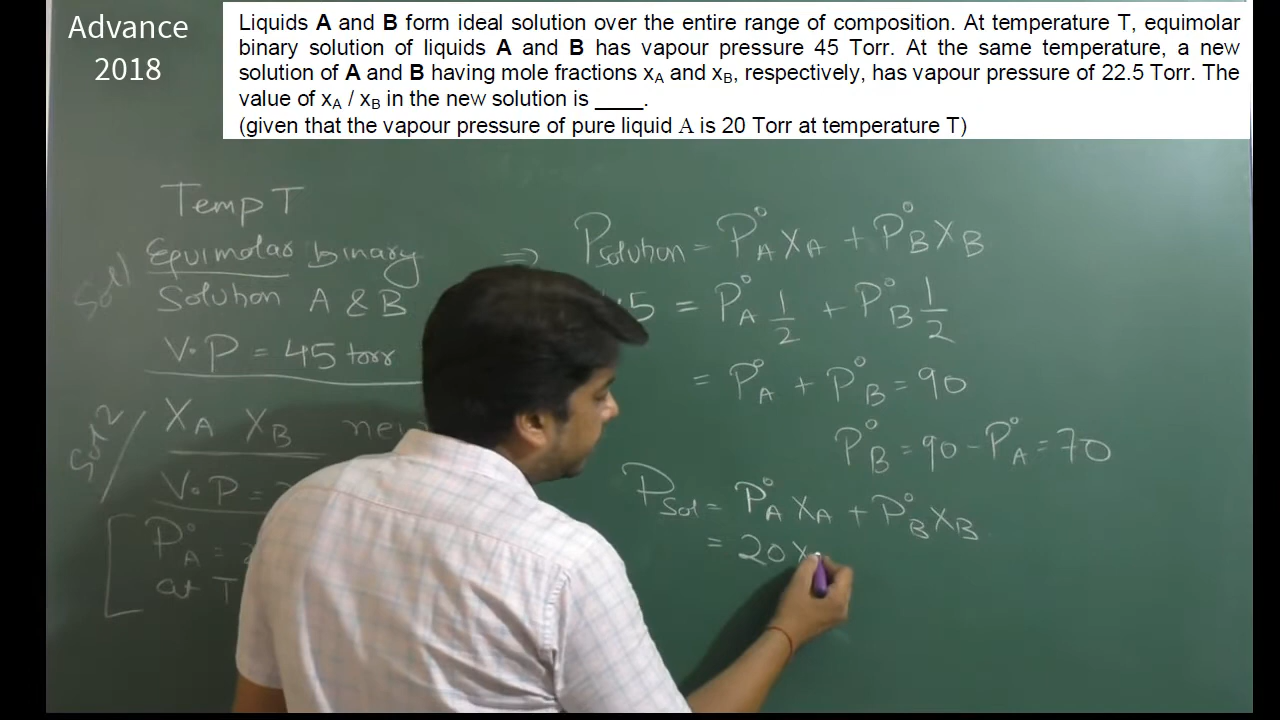 Advance
2018
Liquids A and B form ideal solution over the entire range of composition. At temperature T, equimolar
binary solution of liquids A and B has vapour pressure 45 Torr. At the same temperature, a new
solution of A and B having mole fractions xA and xB, respectively, has vapour pressure of 22.5 Torr. The
value of xA / xB in the new solution is ____.
(given that the vapour pressure of pure liquid A is 20 Torr at temperature T)
Temp T
Sol1
Equimolar binary
Solution A & B
V.P = 45 torr
Sol2
XA XB new
V.P =
P°A =
at T
⇒ Psolution = P°A XA + P°B XB
5 = P°A 1/2 + P°B 1/2
= P°A + P°B = 90
P°B = 90 - P°A = 70
Psol = P°A XA + P°B XB
= 20 x